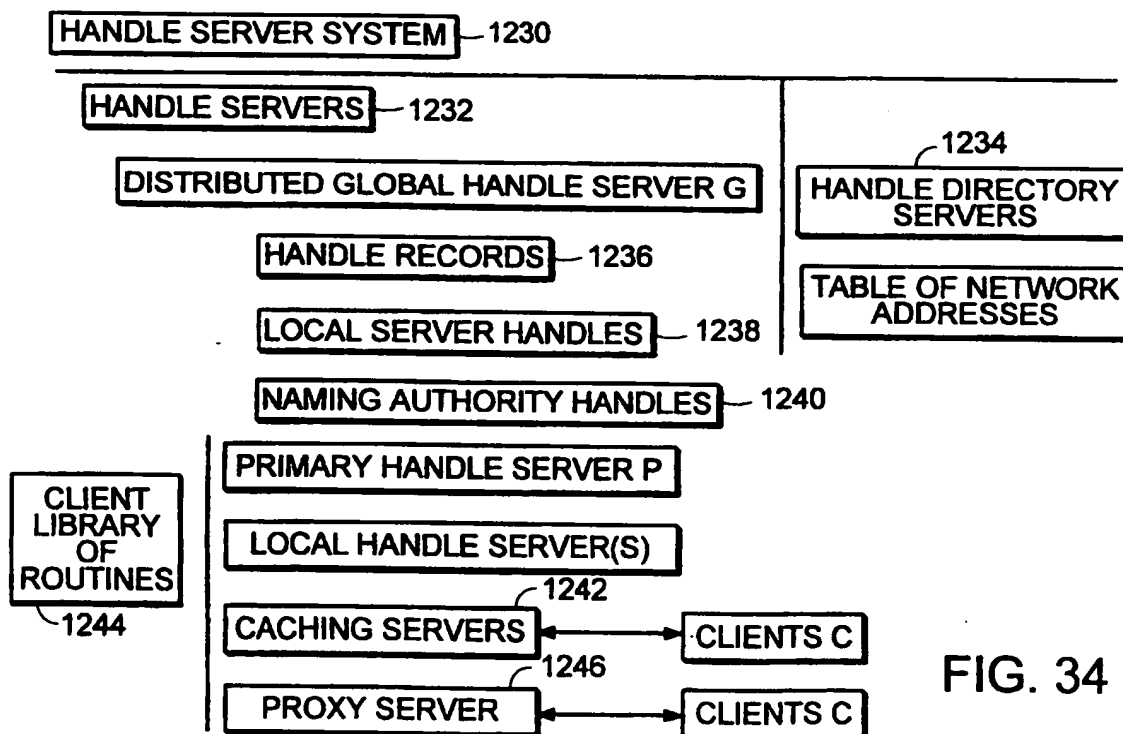 HANDLE SERVER SYSTEM 1230
HANDLE SERVERS 1232
1234
DISTRIBUTED GLOBAL HANDLE SERVER G
HANDLE DIRECTORY
SERVERS
HANDLE RECORDS 1236
TABLE OF NETWORK
ADDRESSES
LOCAL SERVER HANDLES 1238
NAMING AUTHORITY HANDLES 1240
PRIMARY HANDLE SERVER P
CLIENT
LIBRARY
OF
ROUTINES
1244
LOCAL HANDLE SERVER(S)
1242
CACHING SERVERS
CLIENTS C
1246
PROXY SERVER
CLIENTS C
FIG. 34